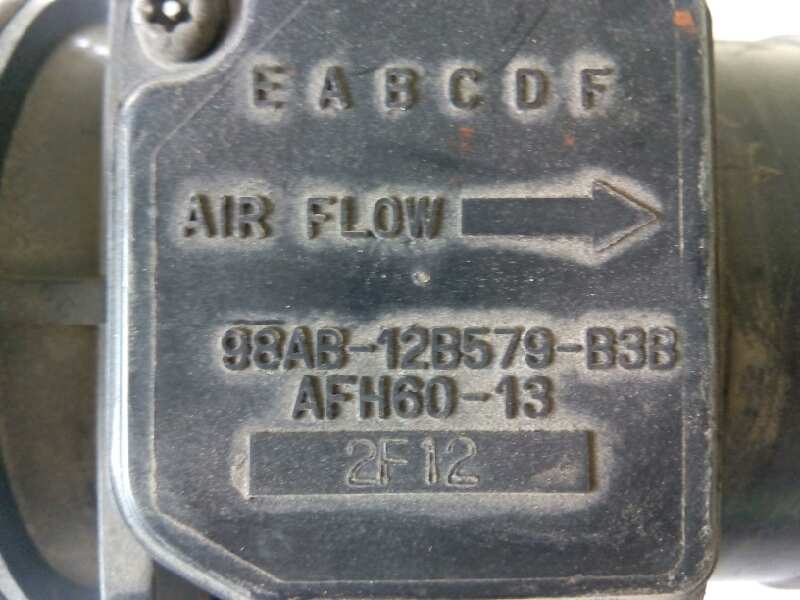 E A B C D F
AIR FLOW
98AB-12B579-B3B
AFH60-13
2F12